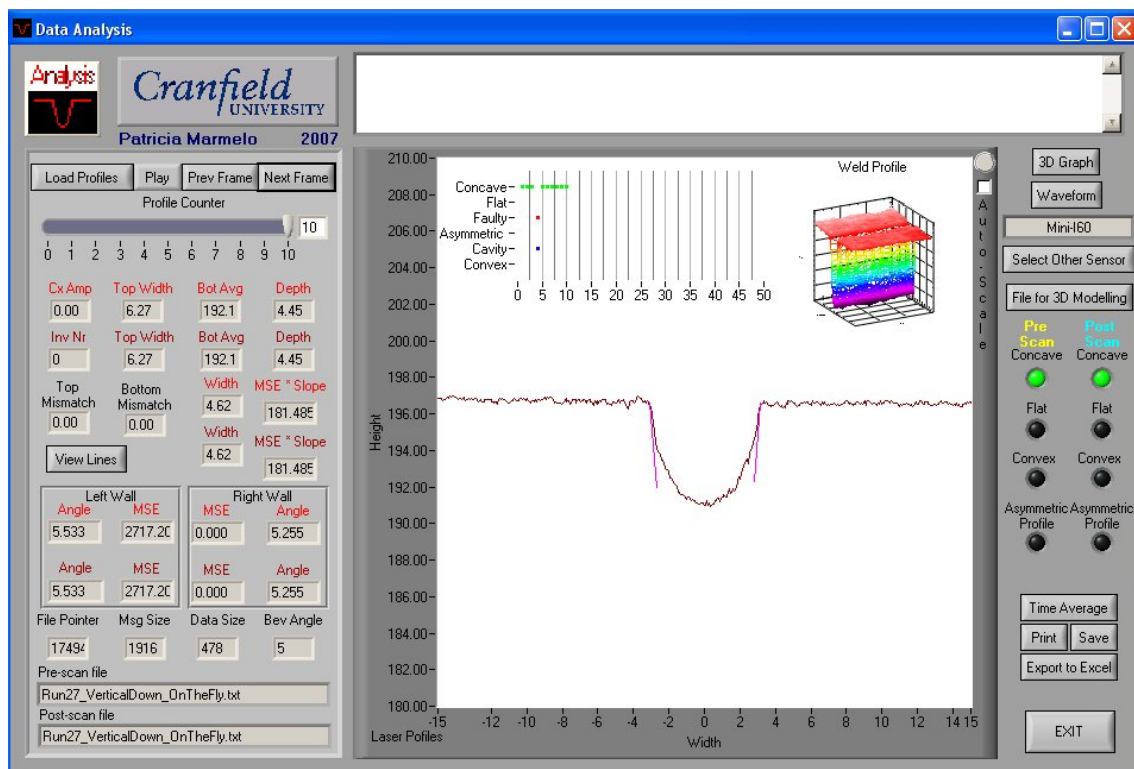 Data Analysis
Analysis
Cranfield
UNIVERSITY
Patricia Marmelo 2007
Load Profiles Play Prev Frame Next Frame
Profile Counter
10
0 1 2 3 4 5 6 7 8 9 10
Cx Amp Top Width Bot Avg Depth
0.00 6.27 192.1 4.45
Inv Nr Top Width Bot Avg Depth
0 6.27 192.1 4.45
Top Mismatch Bottom Mismatch Width MSE * Slope
0.00 0.00 4.62 181.485
Width MSE * Slope
View Lines 4.62 181.485
Left Wall Right Wall
Angle MSE MSE Angle
5.533 2717.20 0.000 5.255
Angle MSE MSE Angle
5.533 2717.20 0.000 5.255
File Pointer Msg Size Data Size Bev Angle
17494 1916 478 5
Pre-scan file
Run27_VerticalDown_OnTheFly.txt
Post-scan file
Run27_VerticalDown_OnTheFly.txt
210.00
208.00
206.00
204.00
202.00
200.00
198.00
196.00
194.00
192.00
190.00
188.00
186.00
184.00
182.00
180.00
Height
-15 -12 -10 -8 -6 -4 -2 0 2 4 6 8 10 12 14 15
Width
Laser Pofiles
Concave
Flat
Faulty
Asymmetric
Cavity
Convex
0 5 10 15 20 25 30 35 40 45 50
Weld Profile
Auto-Scale
3D Graph
Waveform
Mini-I60
Select Other Sensor
File for 3D Modelling
Pre Scan Post Scan
Concave Concave
Flat Flat
Convex Convex
Asymmetric Profile Asymmetric Profile
Time Average
Print Save
Export to Excel
EXIT